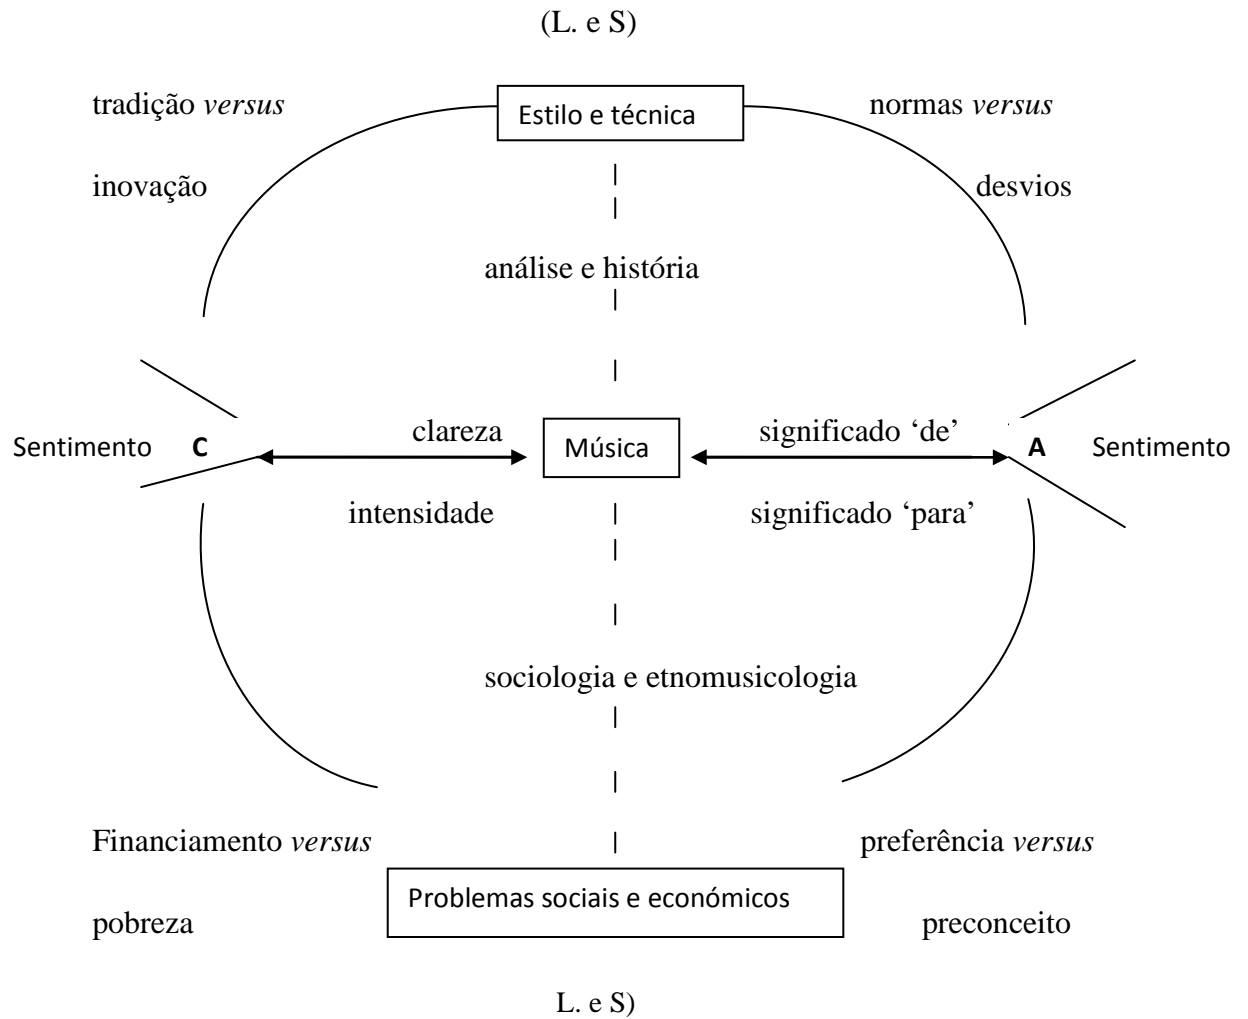 (L. e S)
tradição versus
Estilo e técnica
normas versus
inovação
desvios
análise e história
Sentimento
C
clareza
Música
significado ‘de’
A
Sentimento
intensidade
significado ‘para’
sociologia e etnomusicologia
Financiamento versus
preferência versus
Problemas sociais e económicos
pobreza
preconceito
L. e S)